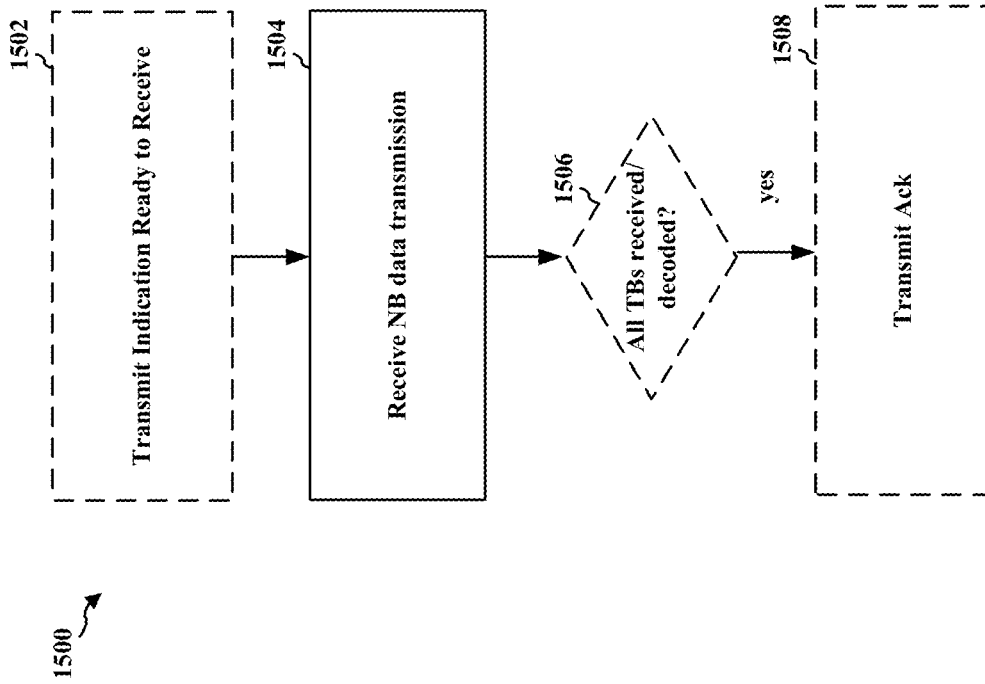 1500
1502
Transmit Indication Ready to Receive
1504
Receive NB data transmission
1506
All TBs received/
decoded?
yes
1508
Transmit Ack